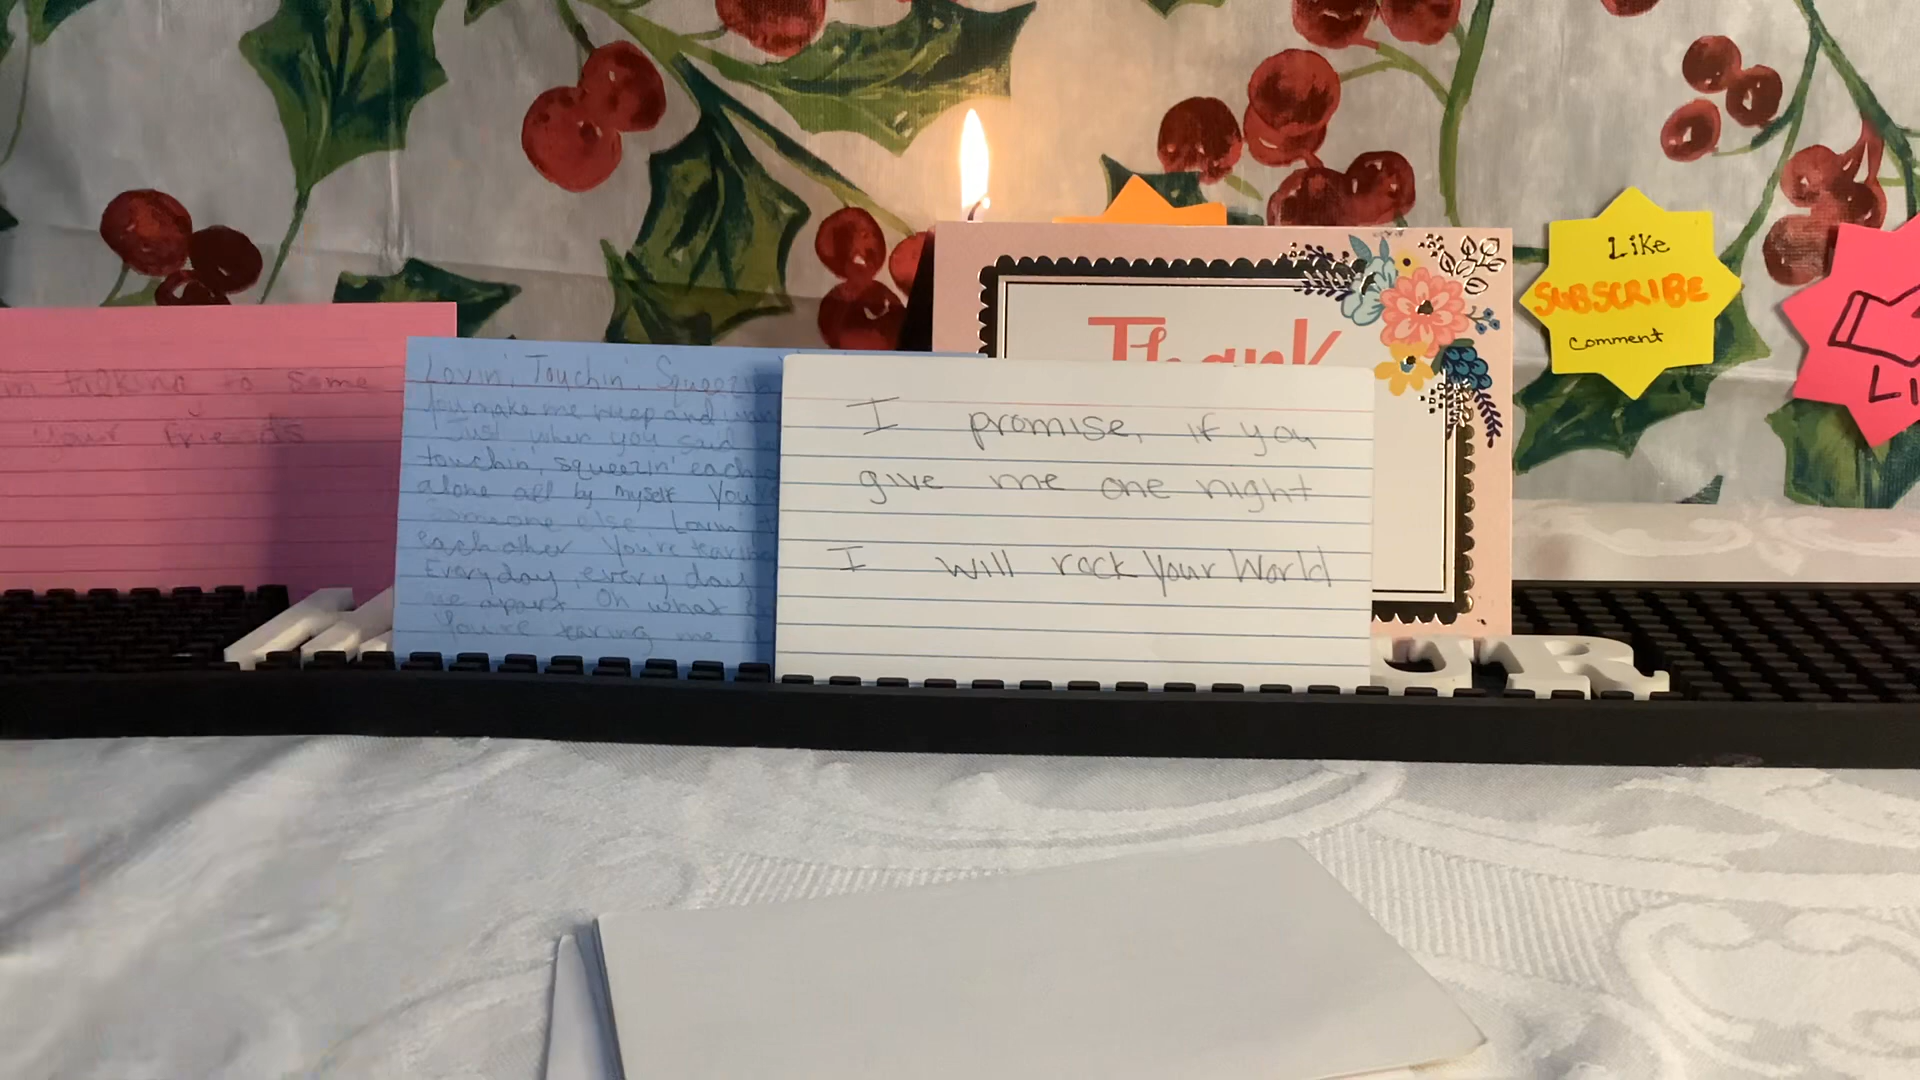 talking to some
your friends
Lovin', Touchin', Squeezin
You make me weep and
Just when you said
touchin', squeezin' each
alone all by myself You
someone else Lovin'
each other You're tearin
Everyday, every day
me apart Oh what
You're tearing me
I promise, if you
give me one night
I will rock Your World
Thank
Like
SUBSCRIBE
comment
LI
UR